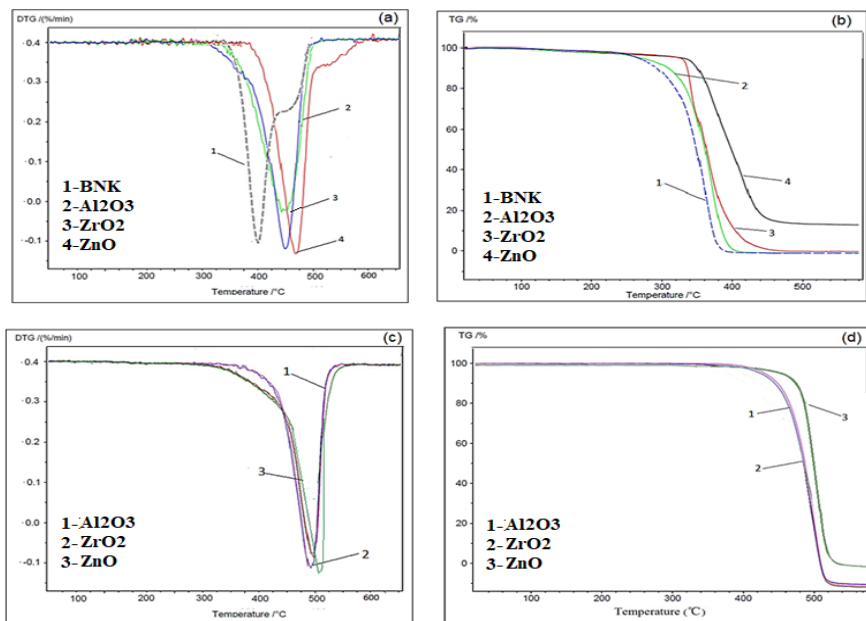 DTG /(%/min)
(a)
- 0.4
- 0.3
- 0.2
- 0.1
- 0.0
- 0.1
1
2
3
4
1-BNK
2-Al2O3
3-ZrO2
4-ZnO
100 200 300 400 500 600
Temperature /°C
TG /%
(b)
100
80
60
40
20
0
2
1
4
3
1-BNK
2-Al2O3
3-ZrO2
4-ZnO
100 200 300 400 500
Temperature /°C
DTG /(%/min)
(c)
- 0.4
- 0.3
- 0.2
- 0.1
- 0.0
- 0.1
1
3
2
1-Al2O3
2-ZrO2
3-ZnO
100 200 300 400 500 600
Temperature /°C
TG /%
(d)
100
80
60
40
20
0
1
3
2
1-Al2O3
2-ZrO2
3-ZnO
100 200 300 400 500
Temperature (℃)